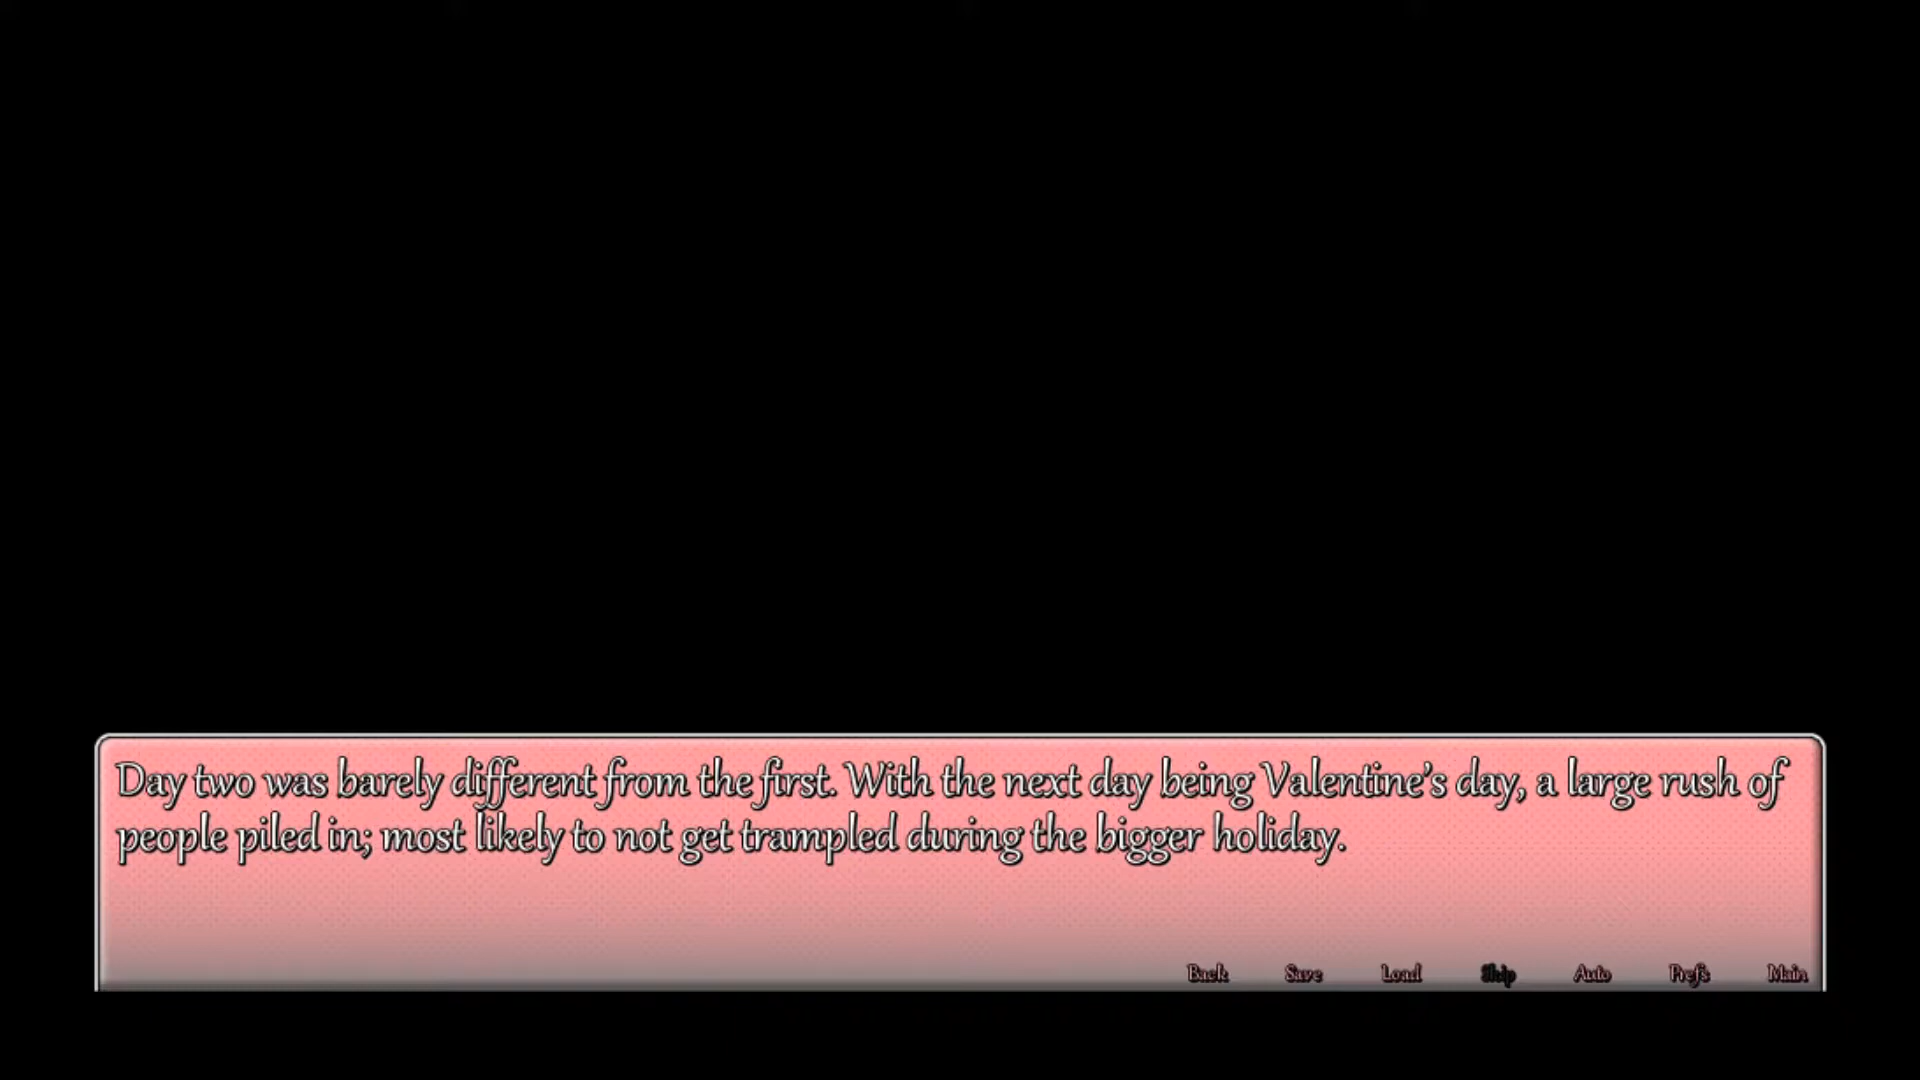 Day two was barely different from the first. With the next day being Valentine's day, a large rush of
people piled in; most likely to not get trampled during the bigger holiday.
Back Save Load Skip Auto Prefs Main